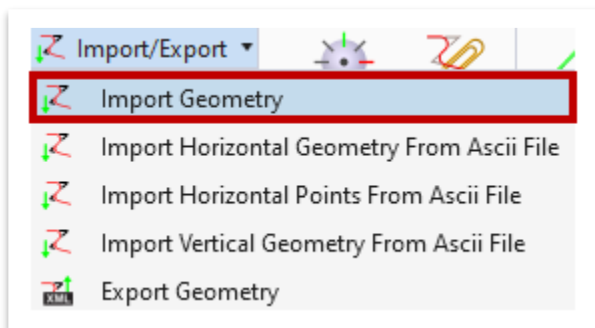 Import/Export
Import Geometry
Import Horizontal Geometry From Ascii File
Import Horizontal Points From Ascii File
Import Vertical Geometry From Ascii File
XML Export Geometry